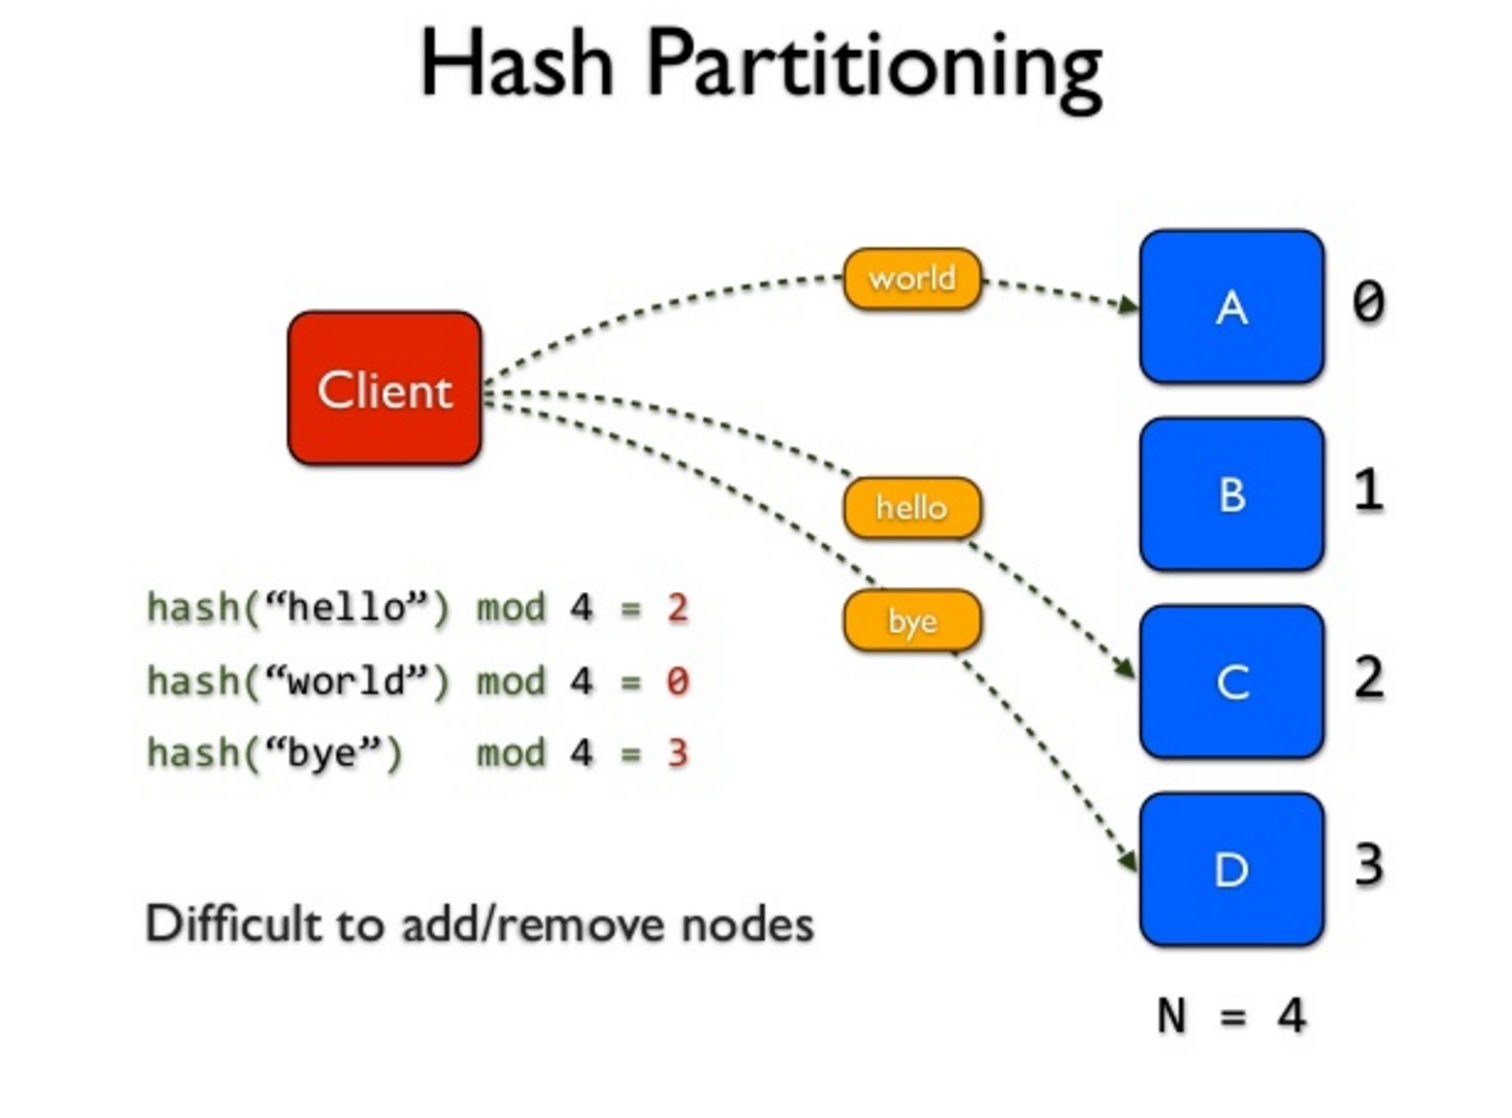 Hash Partitioning
world
A
0
Client
hello
B
1
hash(“hello”) mod 4 = 2
hash(“world”) mod 4 = 0
hash(“bye”) mod 4 = 3
bye
C
2
D
3
Difficult to add/remove nodes
N = 4